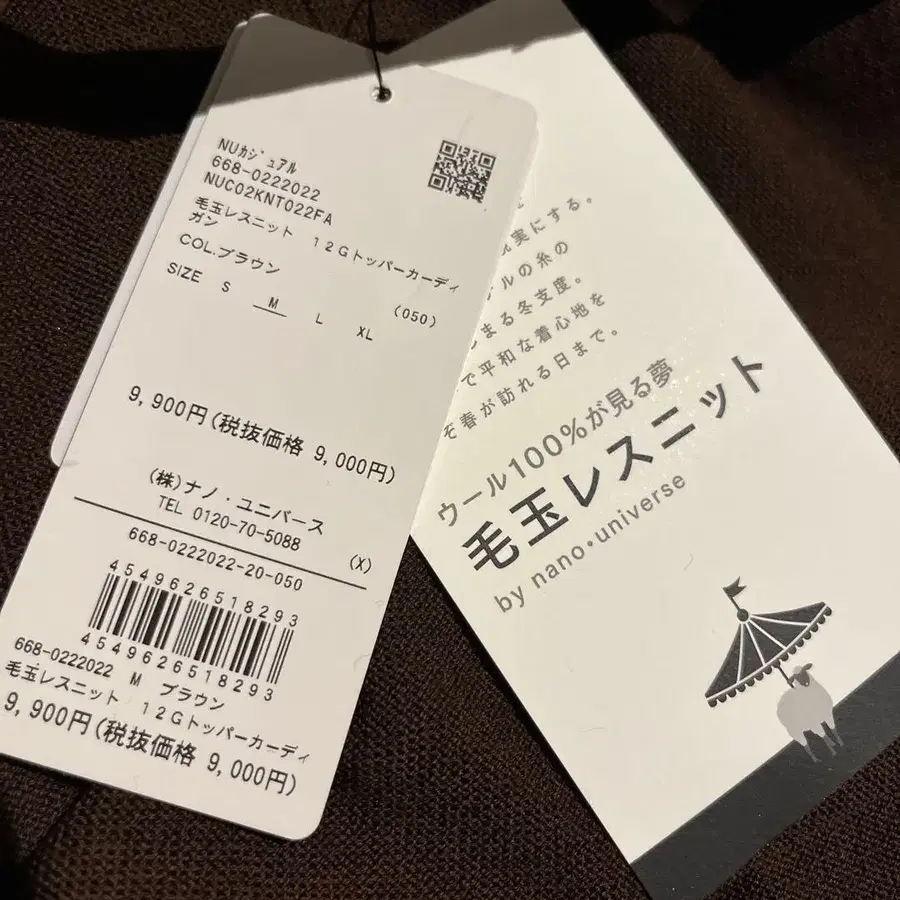 NUカジュアル
668-0222022
NUC02KNT022FA
毛玉レスニット 12Gトッパーカーディ
ガン
COL.ブラウン
(050)
SIZE S M L XL
9,900円(税抜価格 9,000円)
(株)ナノ・ユニバース
TEL 0120-70-5088
(X)
668-0222022-20-050
4549626518293
4549626518293
668-0222022 M ブラウン
毛玉レスニット 12Gトッパーカーディ
9,900円(税抜価格 9,000円)
実にする。
ルの糸の
まる冬支度。
で平和な着心地を
ぞ春が訪れる日まで。
ウール100%が見る夢
毛玉レスニット
by nano・universe